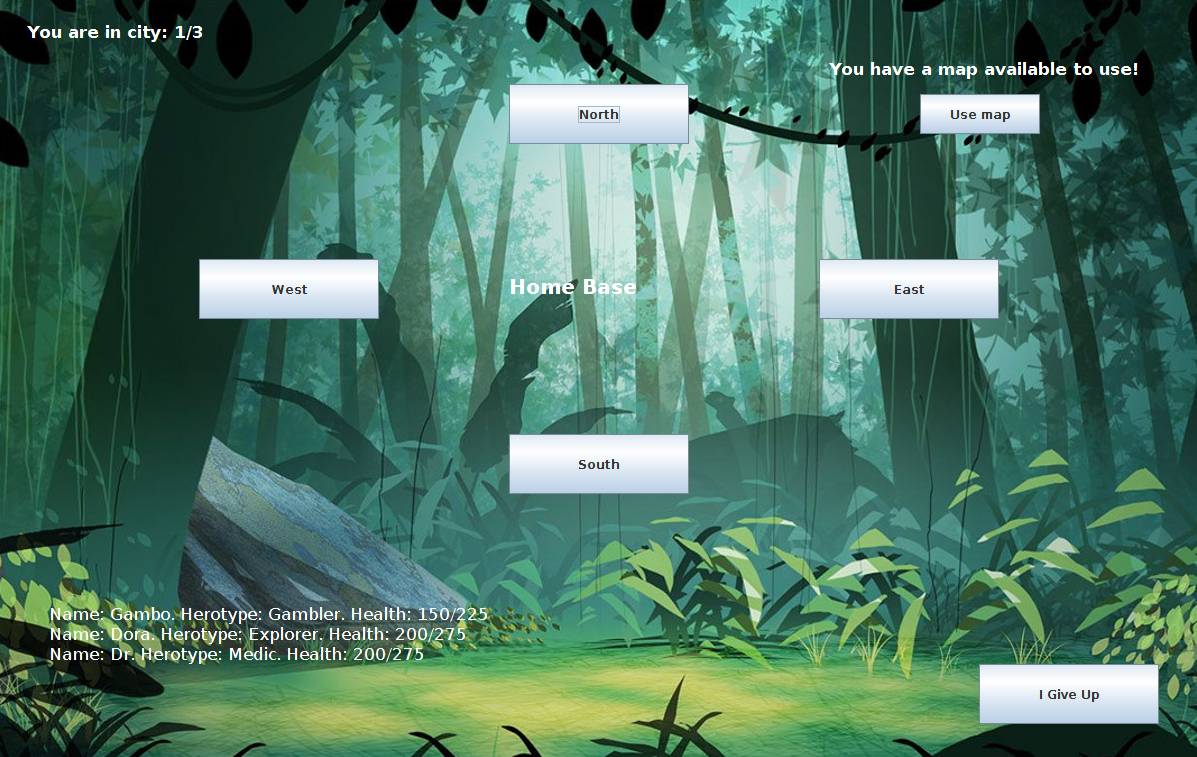 You are in city: 1/3
You have a map available to use!
North
Use map
West
Home Base
East
South
Name: Gambo. Herotype: Gambler. Health: 150/225
Name: Dora. Herotype: Explorer. Health: 200/275
Name: Dr. Herotype: Medic. Health: 200/275
I Give Up